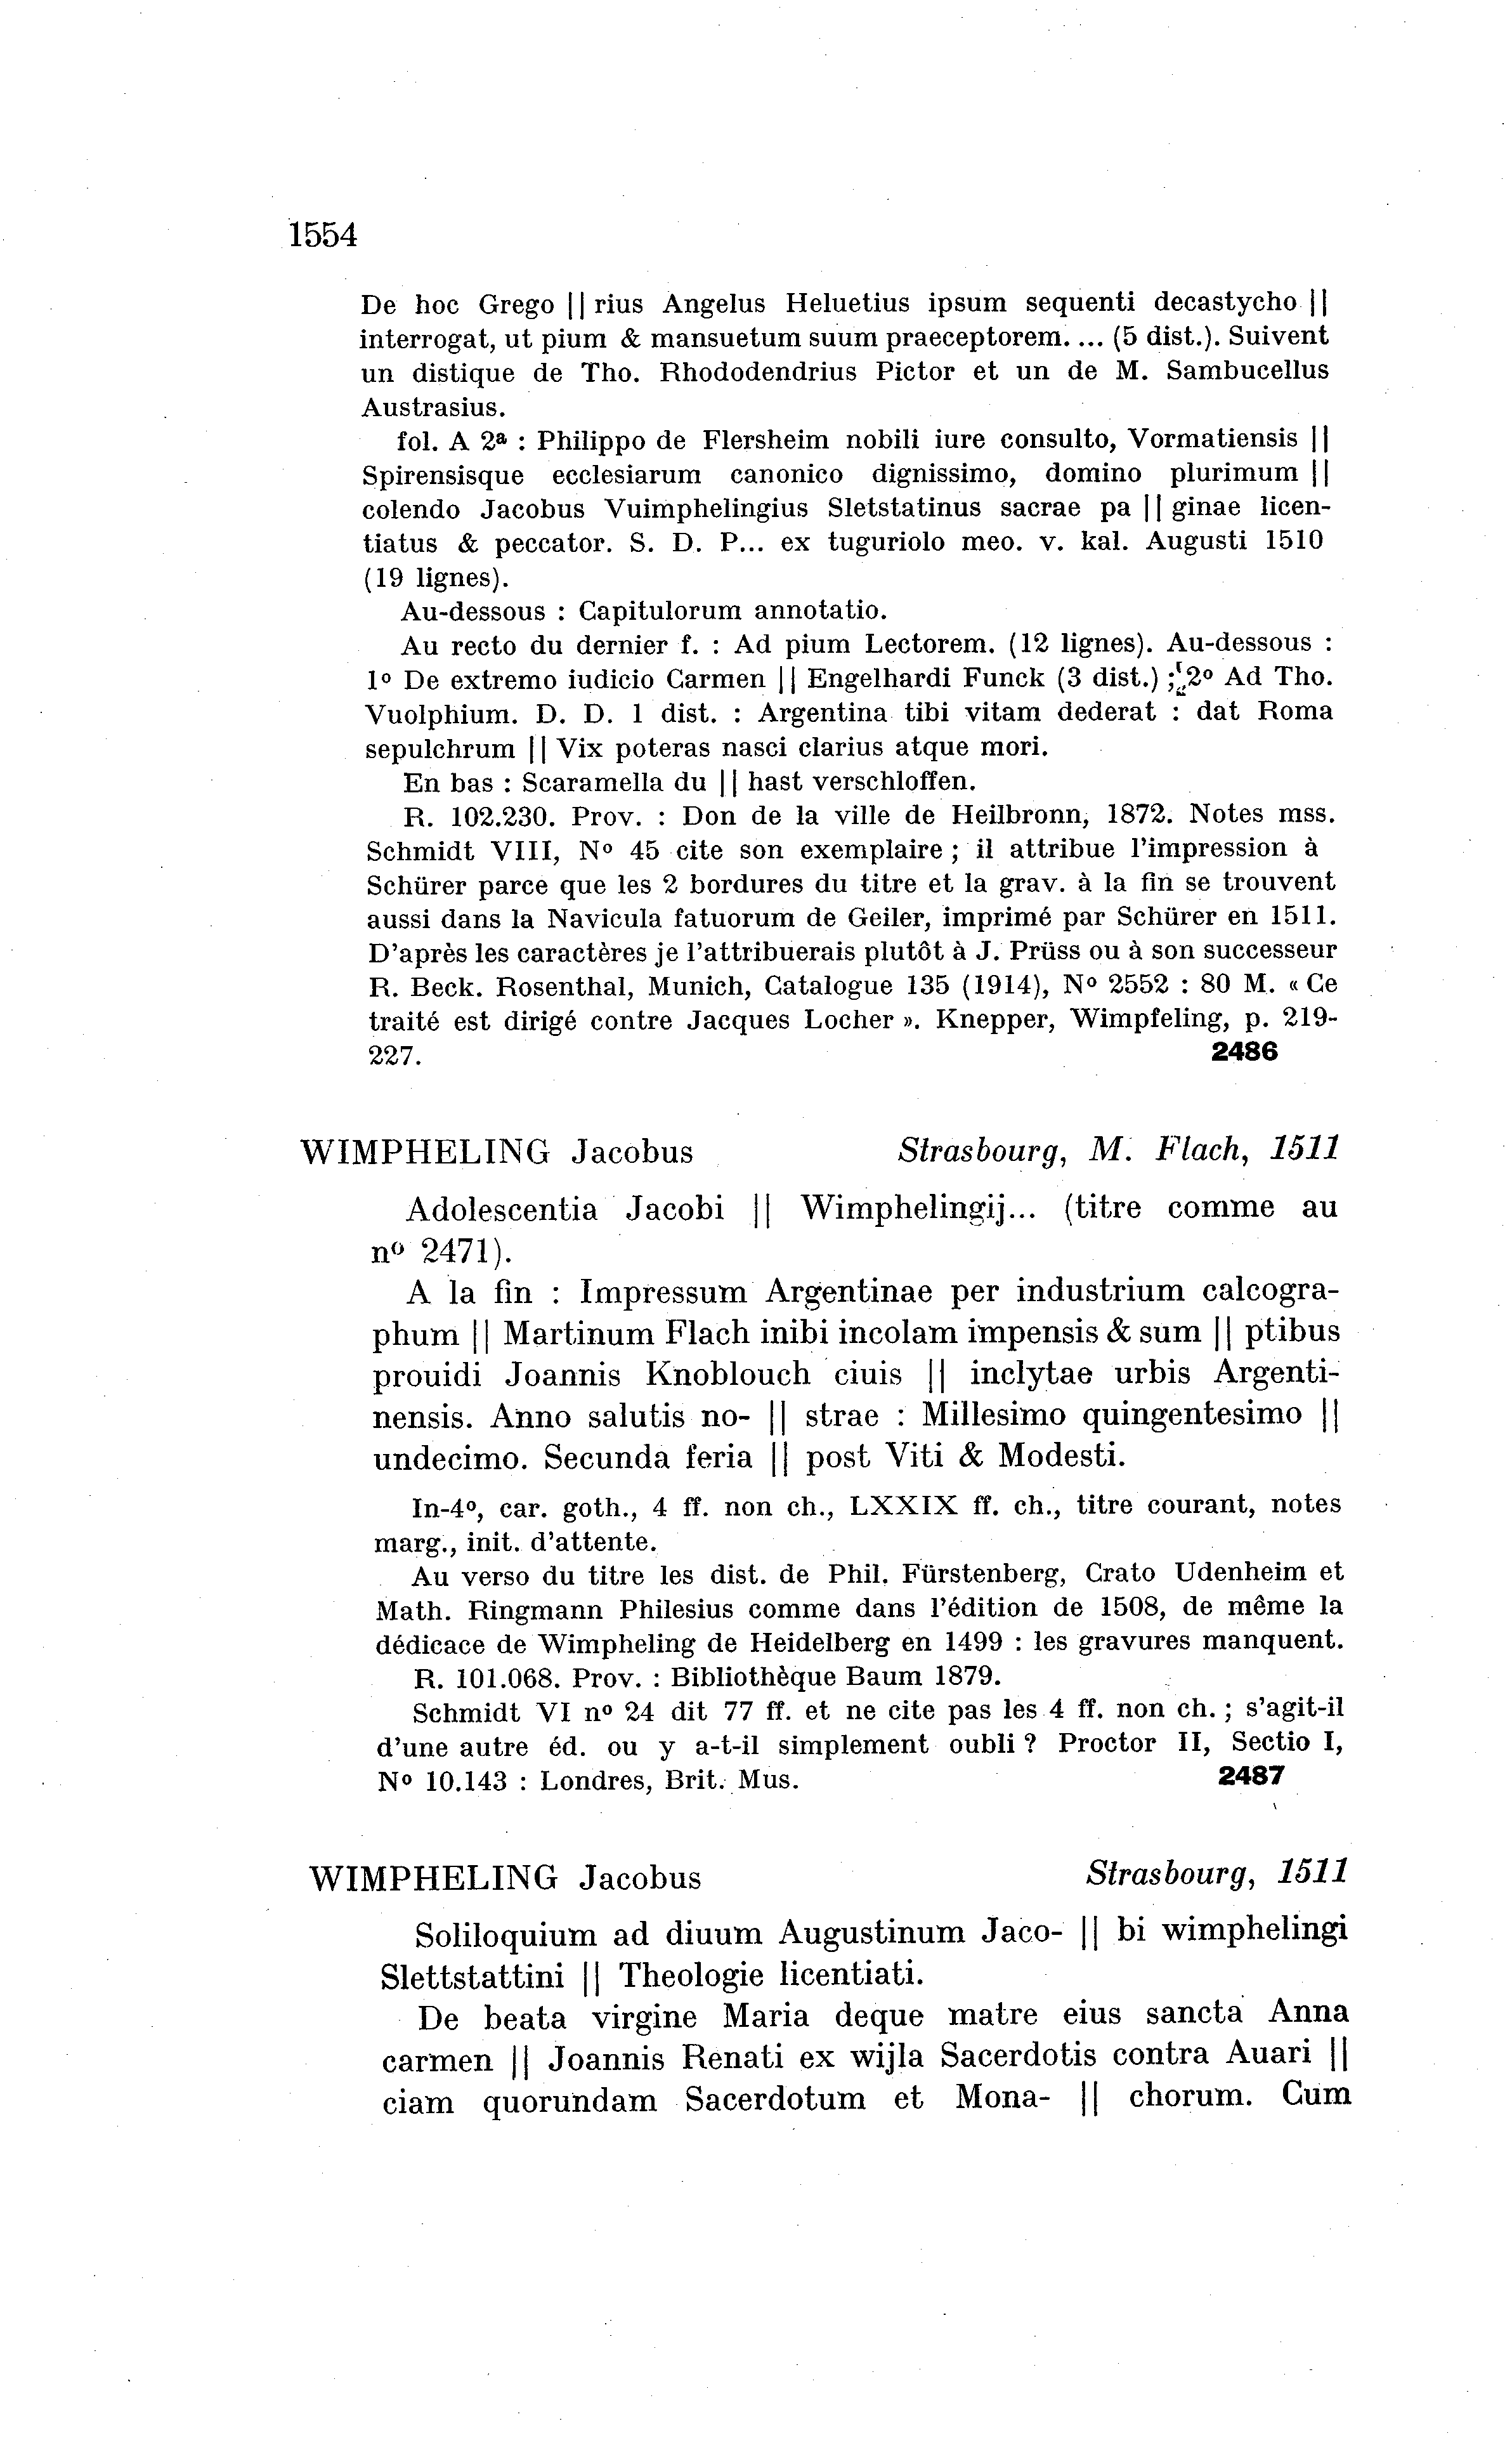 1554
De hoc Grego || rius Angelus Heluetius ipsum sequenti decastycho ||
interrogat, ut pium & mansuetum suum praeceptorem. ... (5 dist.). Suivent
un distique de Tho. Rhododendrius Pictor et un de M. Sambucellus
Austrasius.
fol. A 2ª : Philippo de Flersheim nobili iure consulto, Vormatiensis ||
Spirensisque ecclesiarum canonico dignissimo, domino plurimum ||
colendo Jacobus Vuimphelingius Sletstatinus sacrae pa || ginae licen-
tiatus & peccator. S. D. P... ex tuguriolo meo. v. kal. Augusti 1510
(19 lignes).
Au-dessous : Capitulorum annotatio.
Au recto du dernier f. : Ad pium Lectorem. (12 lignes). Au-dessous :
1º De extremo iudicio Carmen || Engelhardi Funck (3 dist.) ; 2º Ad Tho.
Vuolphium. D. D. 1 dist. : Argentina tibi vitam dederat : dat Roma
sepulchrum || Vix poteras nasci clarius atque mori.
En bas : Scaramella du || hast verschloffen.
R. 102.230. Prov. : Don de la ville de Heilbronn, 1872. Notes mss.
Schmidt VIII, Nº 45 cite son exemplaire ; il attribue l'impression à
Schürer parce que les 2 bordures du titre et la grav. à la fin se trouvent
aussi dans la Navicula fatuorum de Geiler, imprimé par Schürer en 1511.
D'après les caractères je l'attribuerais plutôt à J. Prüss ou à son successeur
R. Beck. Rosenthal, Munich, Catalogue 135 (1914), Nº 2552 : 80 M. « Ce
traité est dirigé contre Jacques Locher ». Knepper, Wimpfeling, p. 219-
227. 2486
WIMPHELING Jacobus Strasbourg, M. Flach, 1511
Adolescentia Jacobi || Wimphelingij... (titre comme au
nº 2471).
A la fin : Impressum Argentinae per industrium calcogra-
phum || Martinum Flach inibi incolam impensis & sum || ptibus
prouidi Joannis Knoblouch ciuis || inclytae urbis Argenti-
nensis. Anno salutis no- || strae : Millesimo quingentesimo ||
undecimo. Secunda feria || post Viti & Modesti.
In-4º, car. goth., 4 ff. non ch., LXXIX ff. ch., titre courant, notes
marg., init. d'attente.
Au verso du titre les dist. de Phil. Fürstenberg, Crato Udenheim et
Math. Ringmann Philesius comme dans l'édition de 1508, de même la
dédicace de Wimpheling de Heidelberg en 1499 : les gravures manquent.
R. 101.068. Prov. : Bibliothèque Baum 1879.
Schmidt VI nº 24 dit 77 ff. et ne cite pas les 4 ff. non ch. ; s'agit-il
d'une autre éd. ou y a-t-il simplement oubli ? Proctor II, Sectio I,
Nº 10.143 : Londres, Brit. Mus. 2487
WIMPHELING Jacobus Strasbourg, 1511
Soliloquium ad diuum Augustinum Jaco- || bi wimphelingi
Slettstattini || Theologie licentiati.
De beata virgine Maria deque matre eius sancta Anna
carmen || Joannis Renati ex wijla Sacerdotis contra Auari ||
ciam quorundam Sacerdotum et Mona- || chorum. Cum